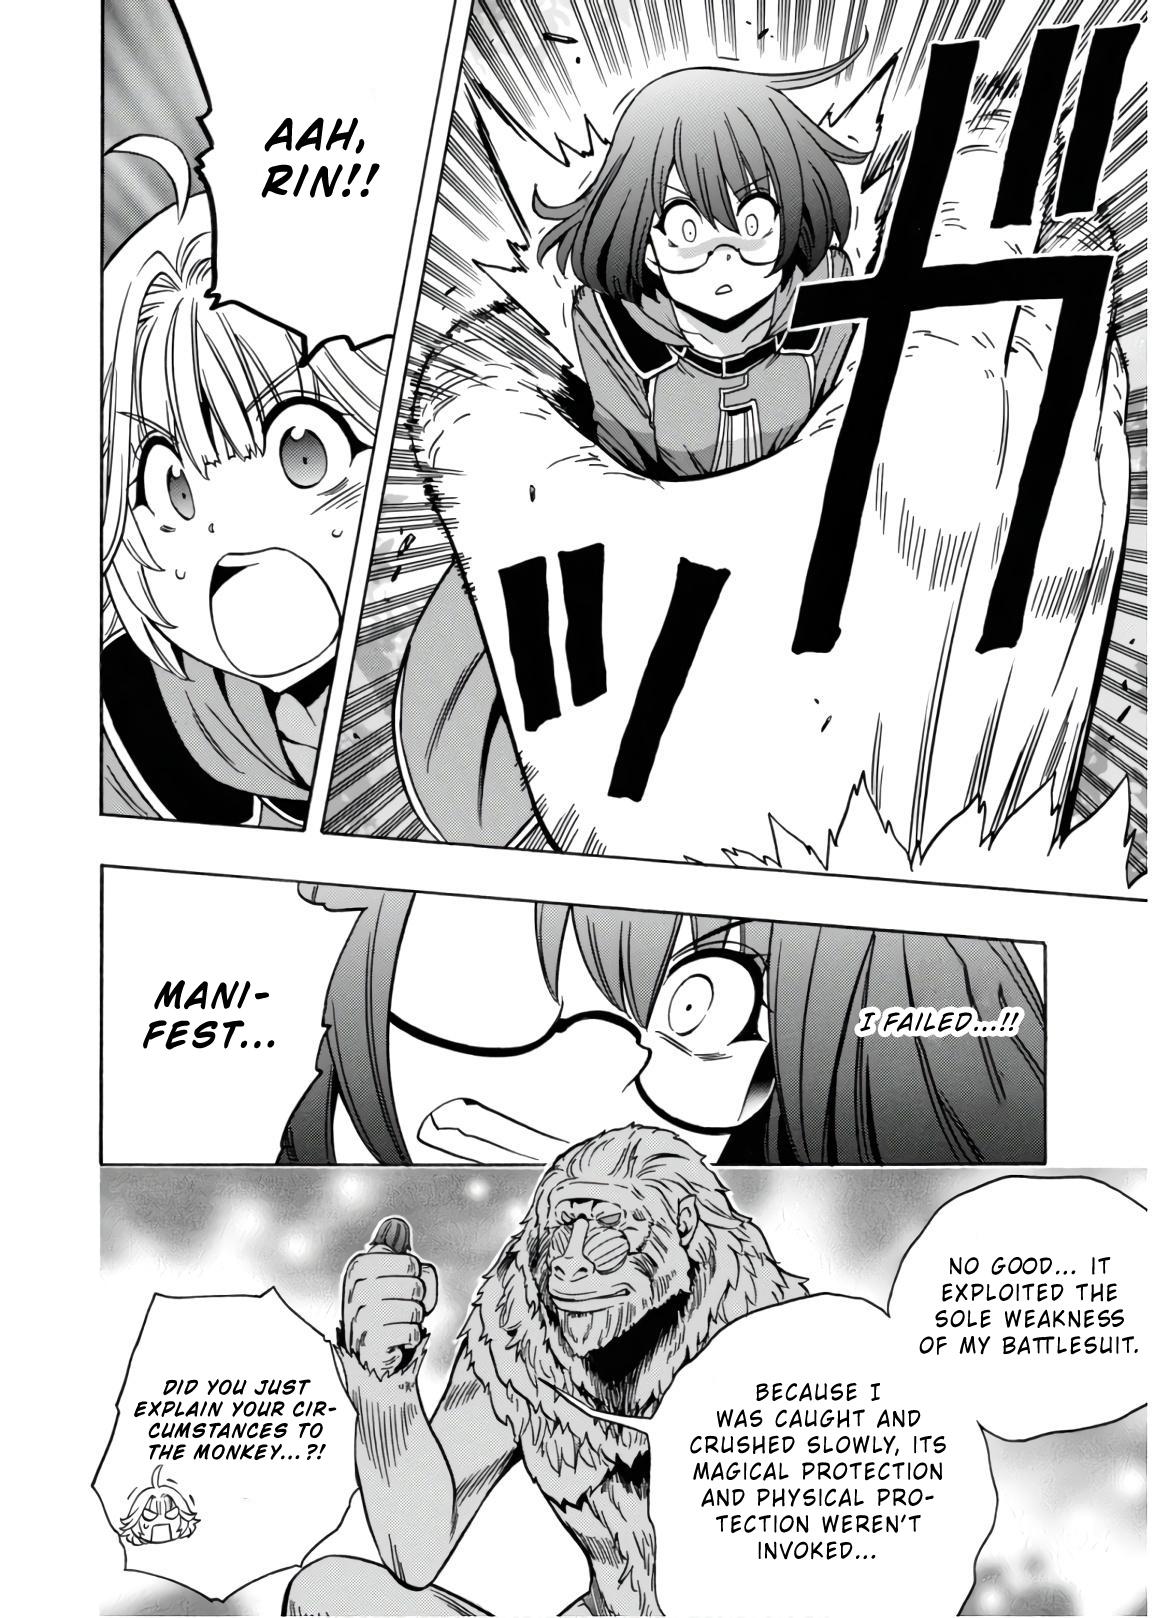 ガガッ
AAH,
RIN!!
I FAILED...!!
MANI-
FEST...
NO GOOD... IT
EXPLOITED THE
SOLE WEAKNESS
OF MY BATTLESUIT.
BECAUSE I
WAS CAUGHT AND
CRUSHED SLOWLY, ITS
MAGICAL PROTECTION
AND PHYSICAL PRO-
TECTION WEREN'T
INVOKED...
DID YOU JUST
EXPLAIN YOUR CIR-
CUMSTANCES TO
THE MONKEY...?!